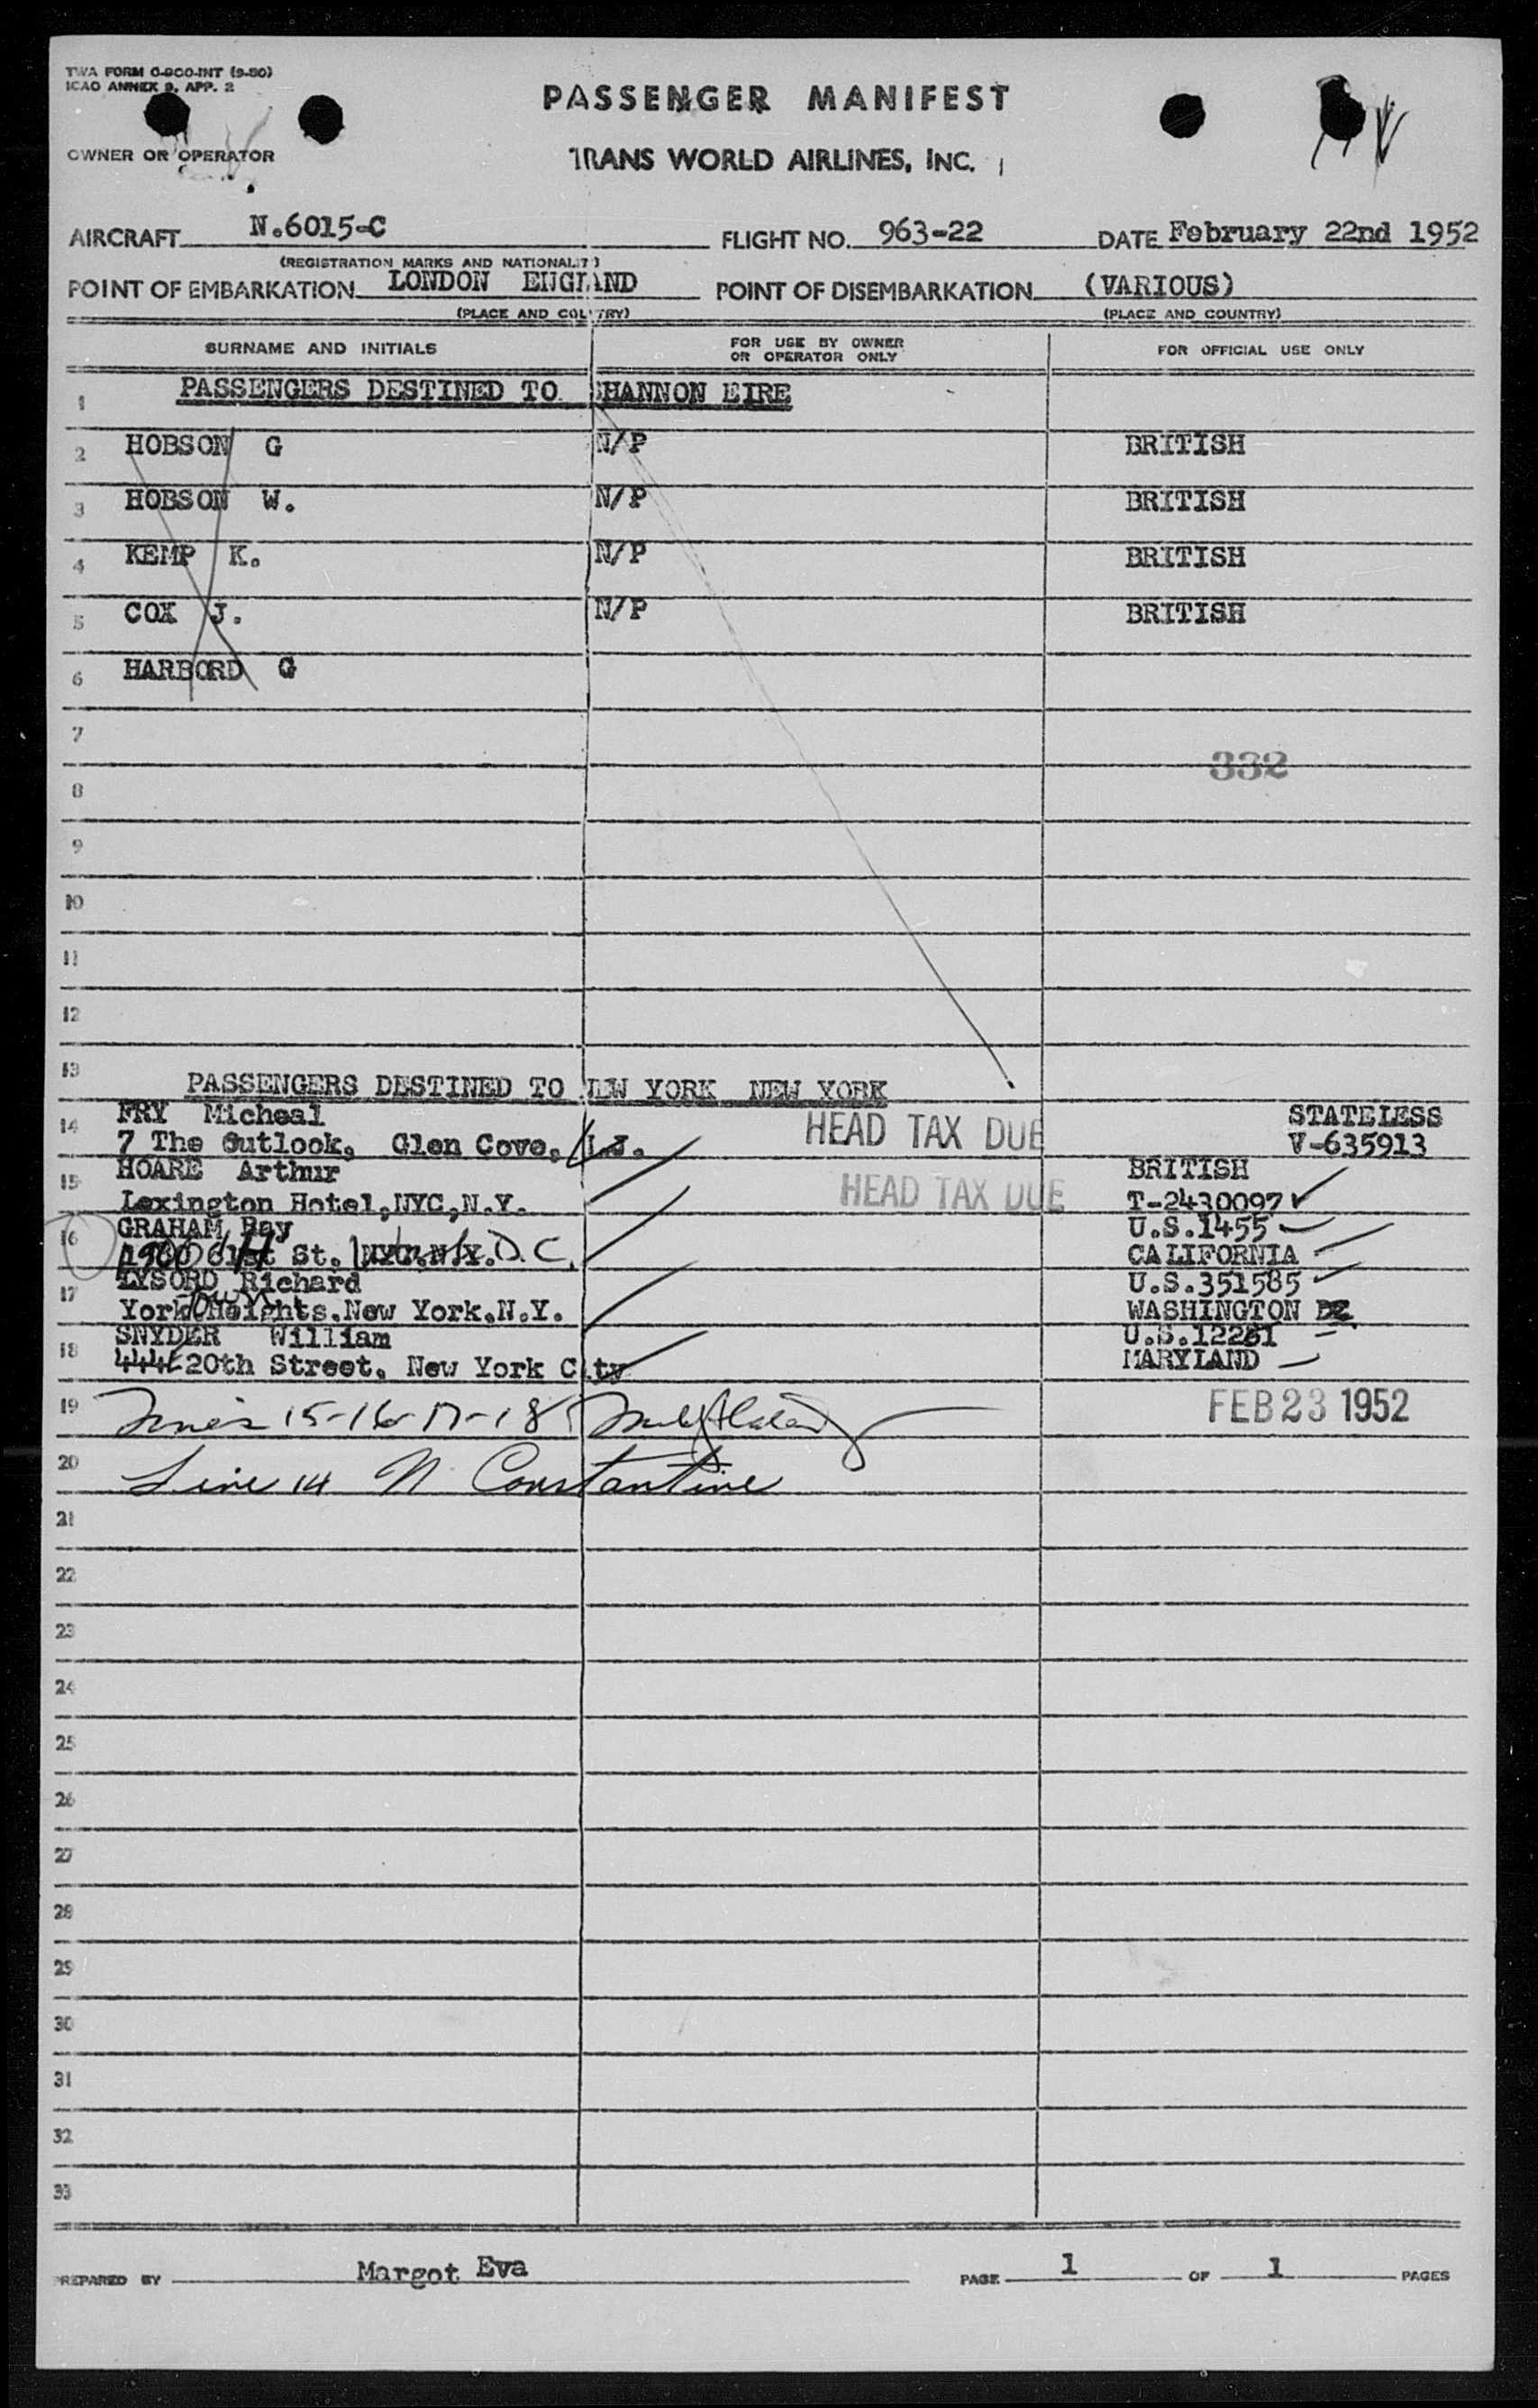 TWA FORM O-900-INT (9-50)
ICAO ANNEX 9, APP. 2
PASSENGER MANIFEST
OWNER OR OPERATOR
TRANS WORLD AIRLINES, INC.
AIRCRAFT N.6015-C FLIGHT NO. 963-22 DATE February 22nd 1952
(REGISTRATION MARKS AND NATIONALITY)
POINT OF EMBARKATION LONDON ENGLAND POINT OF DISEMBARKATION (VARIOUS)
(PLACE AND COUNTRY) (PLACE AND COUNTRY)
SURNAME AND INITIALS FOR USE BY OWNER OR OPERATOR ONLY FOR OFFICIAL USE ONLY
1 PASSENGERS DESTINED TO SHANNON EIRE
2 HOBSON G N/P BRITISH
3 HOBSON W. N/P BRITISH
4 KEMP K. N/P BRITISH
5 COX J. N/P BRITISH
6 HARBORD G
7
332
8
9
10
11
12
13 PASSENGERS DESTINED TO NEW YORK NEW YORK
14 FRY Micheal HEAD TAX DUE STATELESS
7 The Outlook, Glen Cove, L.I. V-635913
15 HOARE Arthur HEAD TAX DUE BRITISH
Lexington Hotel,NYC,N.Y. T-2430097
16 GRAHAM Ray U.S.1455
St. D.C. CALIFORNIA
17 Richard U.S.351585
York Heights.New York.N.Y. WASHINGTON
18 SNYDER William U.S.12261
444 20th Street. New York City MARYLAND
19 15-16-17-18 FEB 23 1952
20 Line 14 N. Constantine
21
22
23
24
25
26
27
28
29
30
31
32
33
PREPARED BY Margot Eva PAGE 1 OF 1 PAGES